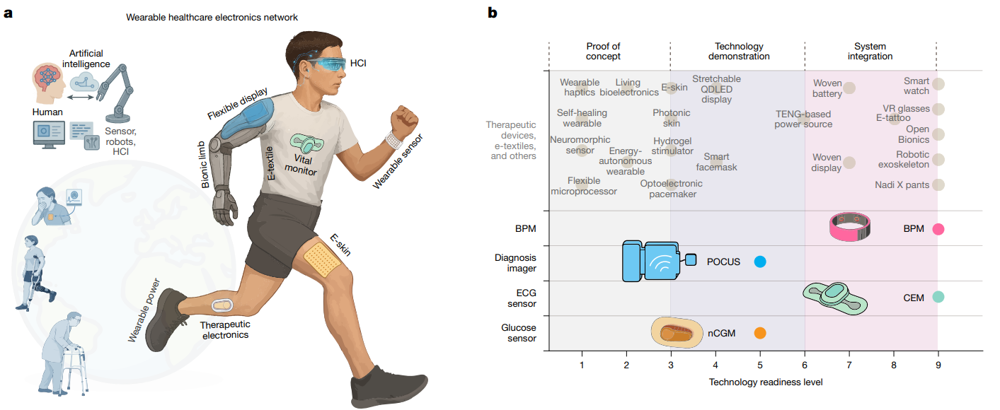 a
Wearable healthcare electronics network
Artificial
intelligence
Human
Sensor,
robots,
HCI
HCI
Flexible display
Bionic limb
E-textile
Vital
monitor
Wearable sensor
E-skin
Wearable power
Therapeutic
electronics
b
Proof of
concept
Technology
demonstration
System
integration
Therapeutic
devices,
e-textiles,
and others
Wearable
haptics
Living
bioelectronics
E-skin
Stretchable
QDLED
display
Woven
battery
Smart
watch
Self-healing
wearable
Photonic
skin
TENG-based
power source
VR glasses
E-tattoo
Open
Bionics
Neuromorphic
sensor
Energy-
autonomous
wearable
Hydrogel
stimulator
Smart
facemask
Woven
display
Robotic
exoskeleton
Flexible
microprocessor
Optoelectronic
pacemaker
Nadi X pants
BPM
BPM
Diagnosis
imager
POCUS
ECG
sensor
CEM
Glucose
sensor
nCGM
1 2 3 4 5 6 7 8 9
Technology readiness level